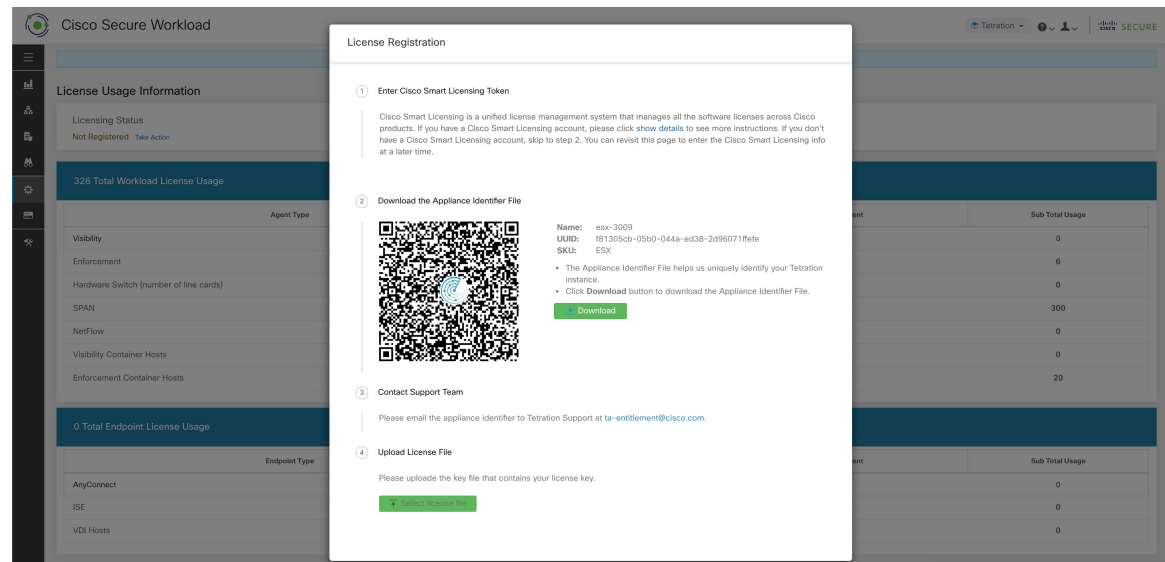 Cisco Secure Workload
Tetration
CISCO SECURE
License Usage Information
Licensing Status
Not Registered Take Action
326 Total Workload License Usage
Agent Type
ent
Sub Total Usage
Visibility
0
Enforcement
6
Hardware Switch (number of line cards)
0
SPAN
300
NetFlow
0
Visibility Container Hosts
0
Enforcement Container Hosts
20
0 Total Endpoint License Usage
Endpoint Type
ent
Sub Total Usage
AnyConnect
0
ISE
0
VDI Hosts
0
License Registration
1 Enter Cisco Smart Licensing Token
Cisco Smart Licensing is a unified license management system that manages all the software licenses across Cisco
products. If you have a Cisco Smart Licensing account, please click show details to see more instructions. If you don't
have a Cisco Smart Licensing account, skip to step 2. You can revisit this page to enter the Cisco Smart Licensing info
at a later time.
2 Download the Appliance Identifier File
Name: esx-3009
UUID: f81305cb-05b0-044a-ed38-2d96071ffefe
SKU: ESX
• The Appliance Identifier File helps us uniquely identify your Tetration
instance.
• Click Download button to download the Appliance Identifier File.
Download
3 Contact Support Team
Please email the appliance identifier to Tetration Support at ta-entitlement@cisco.com.
4 Upload License File
Please uploade the key file that contains your license key.
Select license file